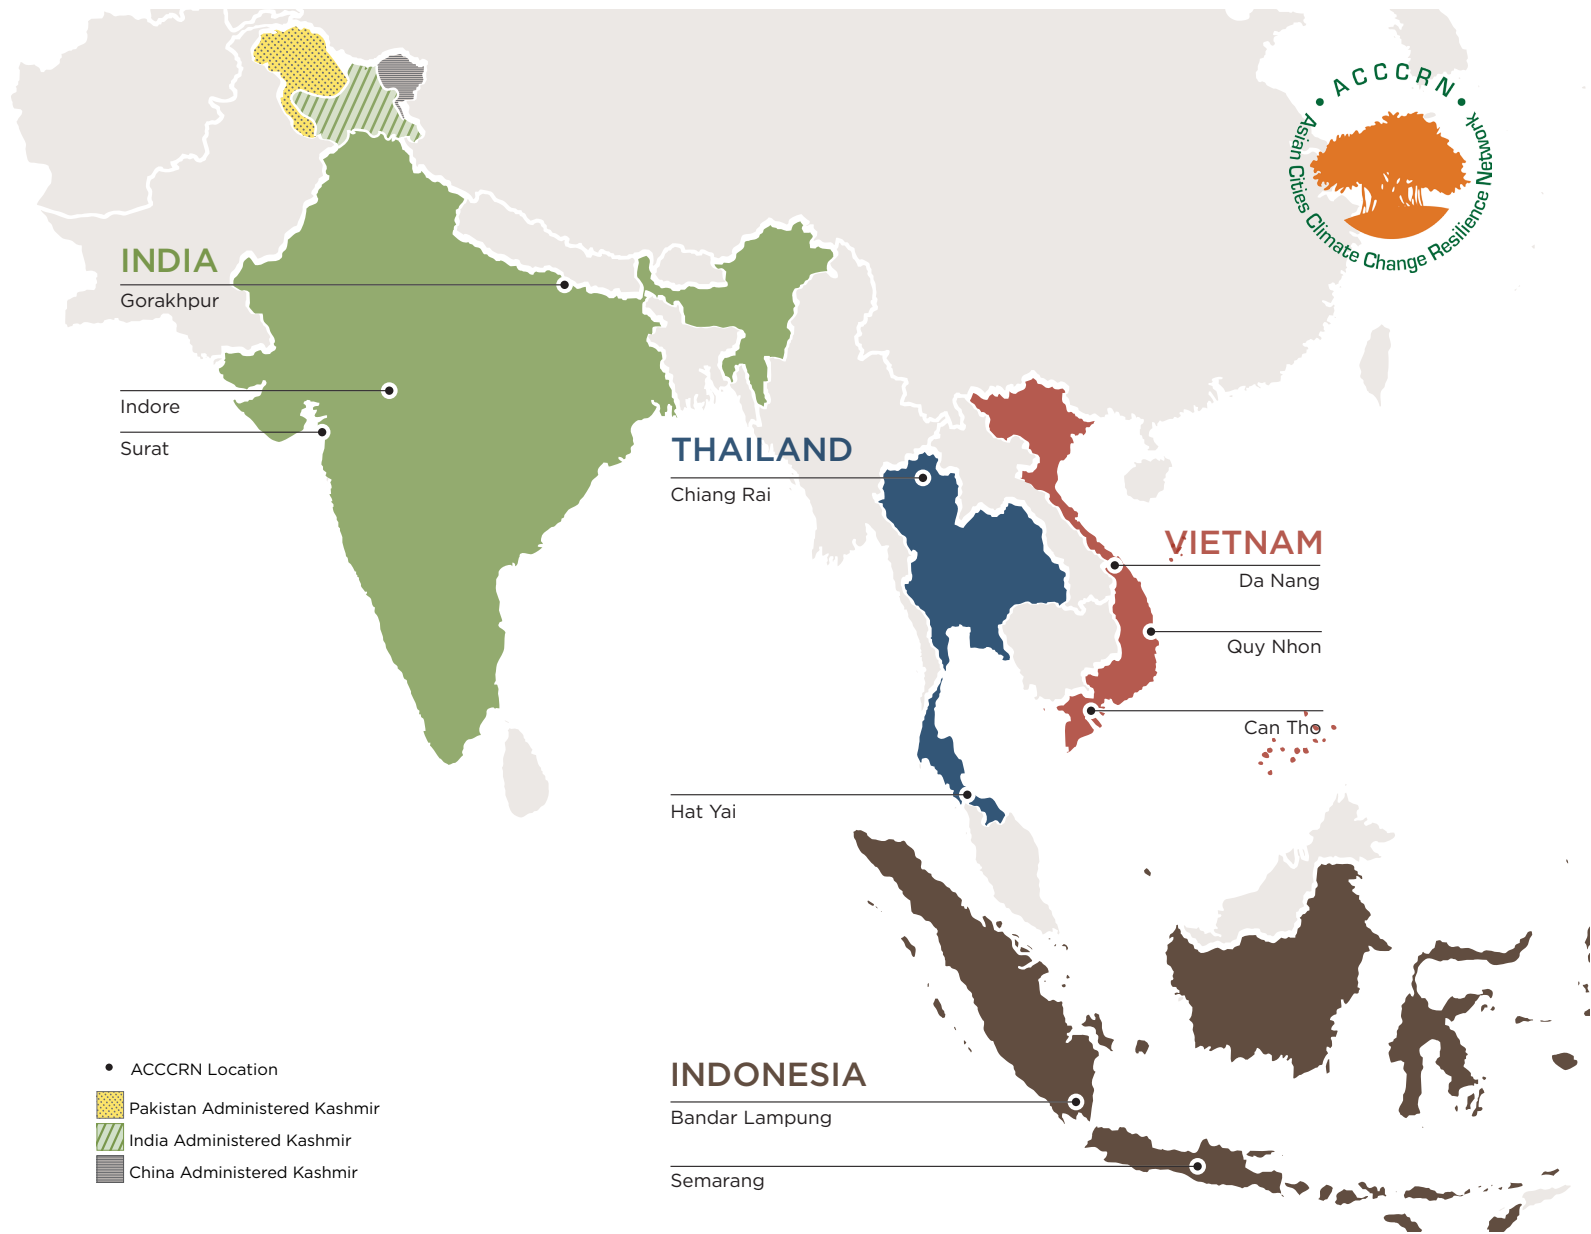 ACCCRN
Asian Cities Climate Change Resilience Network
INDIA
Gorakhpur
Indore
Surat
THAILAND
Chiang Rai
Hat Yai
VIETNAM
Da Nang
Quy Nhon
Can Tho
INDONESIA
Bandar Lampung
Semarang
ACCCRN Location
Pakistan Administered Kashmir
India Administered Kashmir
China Administered Kashmir